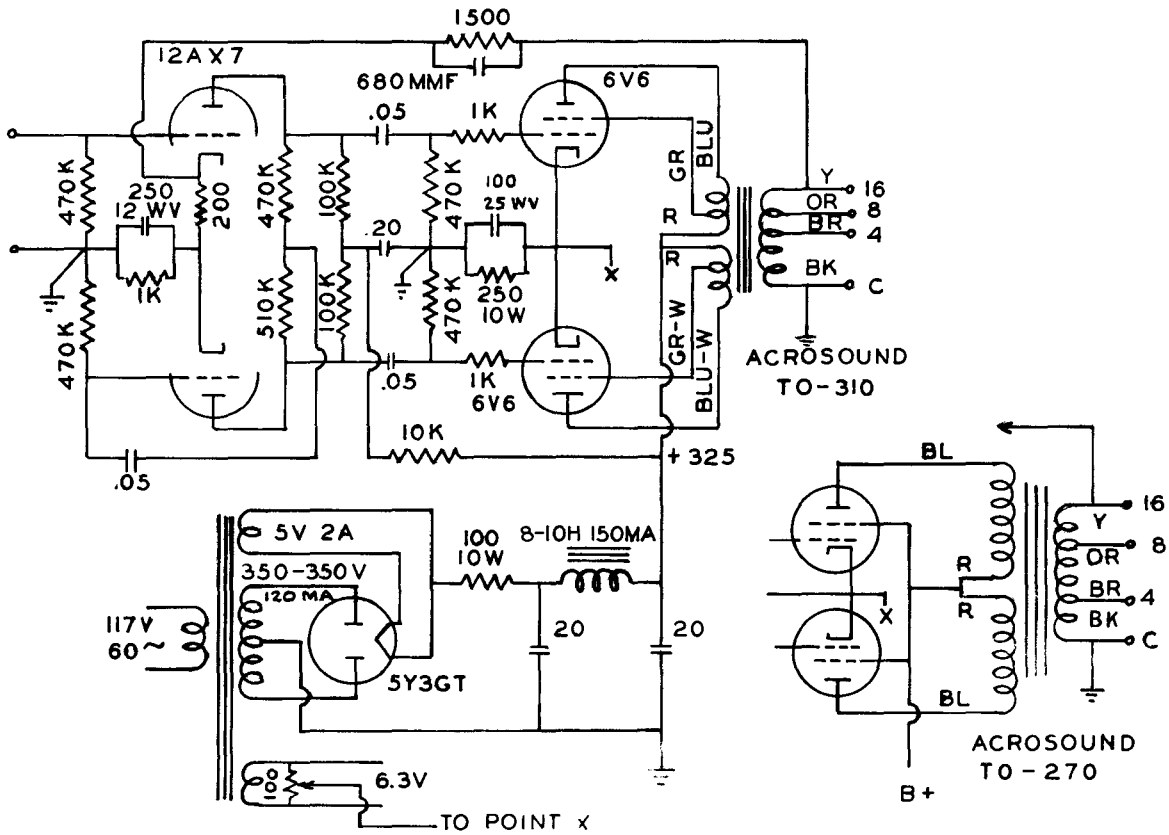 1500
12AX7
680MMF
6V6
.05
1K
BLU
GR
470K
250
12 WV
200
470K
100K
470K
100
25 WV
Y
16
OR
8
BR
4
R
.20
X
BK
C
1K
R
250
10W
470K
510K
100K
470K
GR-W
BLU-W
.05
1K
6V6
ACROSOUND
TO-310
10K
+ 325
.05
BL
5V 2A
100
10W
8-10H 150MA
16
Y
8
OR
350-350V
120 MA
R
BR
4
R
BK
X
C
117V
60~
20
20
5Y3GT
BL
ACROSOUND
TO-270
100
6.3V
B+
TO POINT X